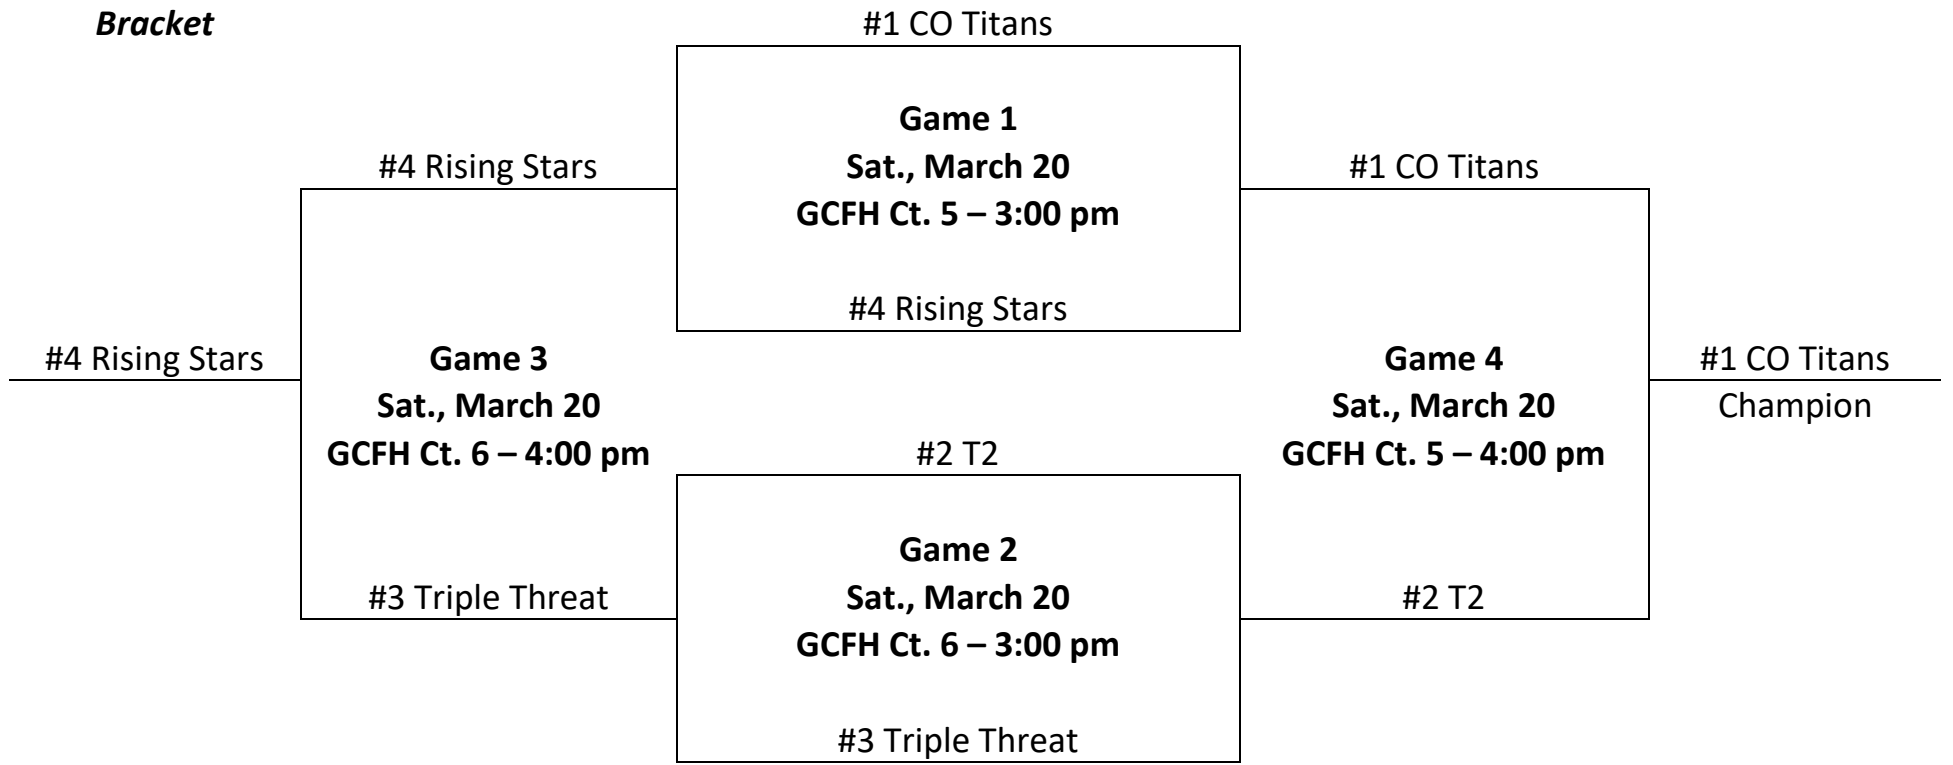 Bracket
#1 CO Titans
Game 1
Sat., March 20
GCFH Ct. 5 – 3:00 pm
#4 Rising Stars
#1 CO Titans
#4 Rising Stars
#4 Rising Stars
Game 3
Sat., March 20
GCFH Ct. 6 – 4:00 pm
Game 4
Sat., March 20
GCFH Ct. 5 – 4:00 pm
#1 CO Titans
Champion
#2 T2
Game 2
Sat., March 20
GCFH Ct. 6 – 3:00 pm
#3 Triple Threat
#2 T2
#3 Triple Threat